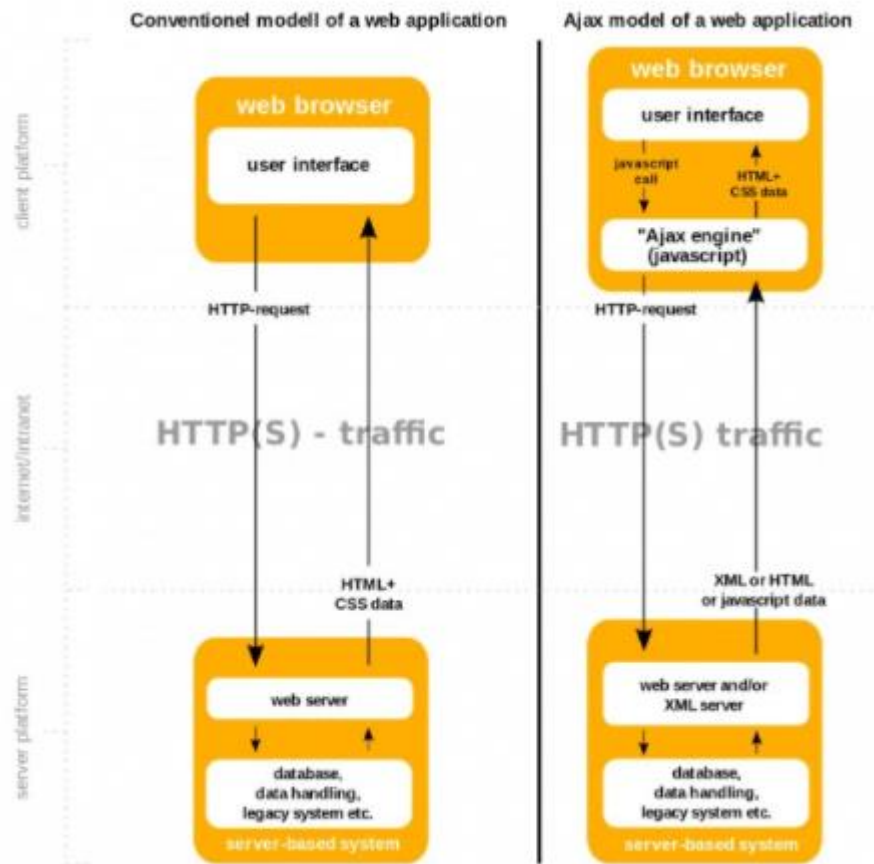 Conventionel modell of a web application
Ajax model of a web application
client platform
internet/intranet
server platform
web browser
user interface
HTTP-request
HTTP(S) - traffic
HTML+
CSS data
web server
database,
data handling,
legacy system etc.
server-based system
web browser
user interface
javascript
call
HTML+
CSS data
"Ajax engine"
(javascript)
HTTP-request
HTTP(S) traffic
XML or HTML
or javascript data
web server and/or
XML server
database,
data handling,
legacy system etc.
server-based system